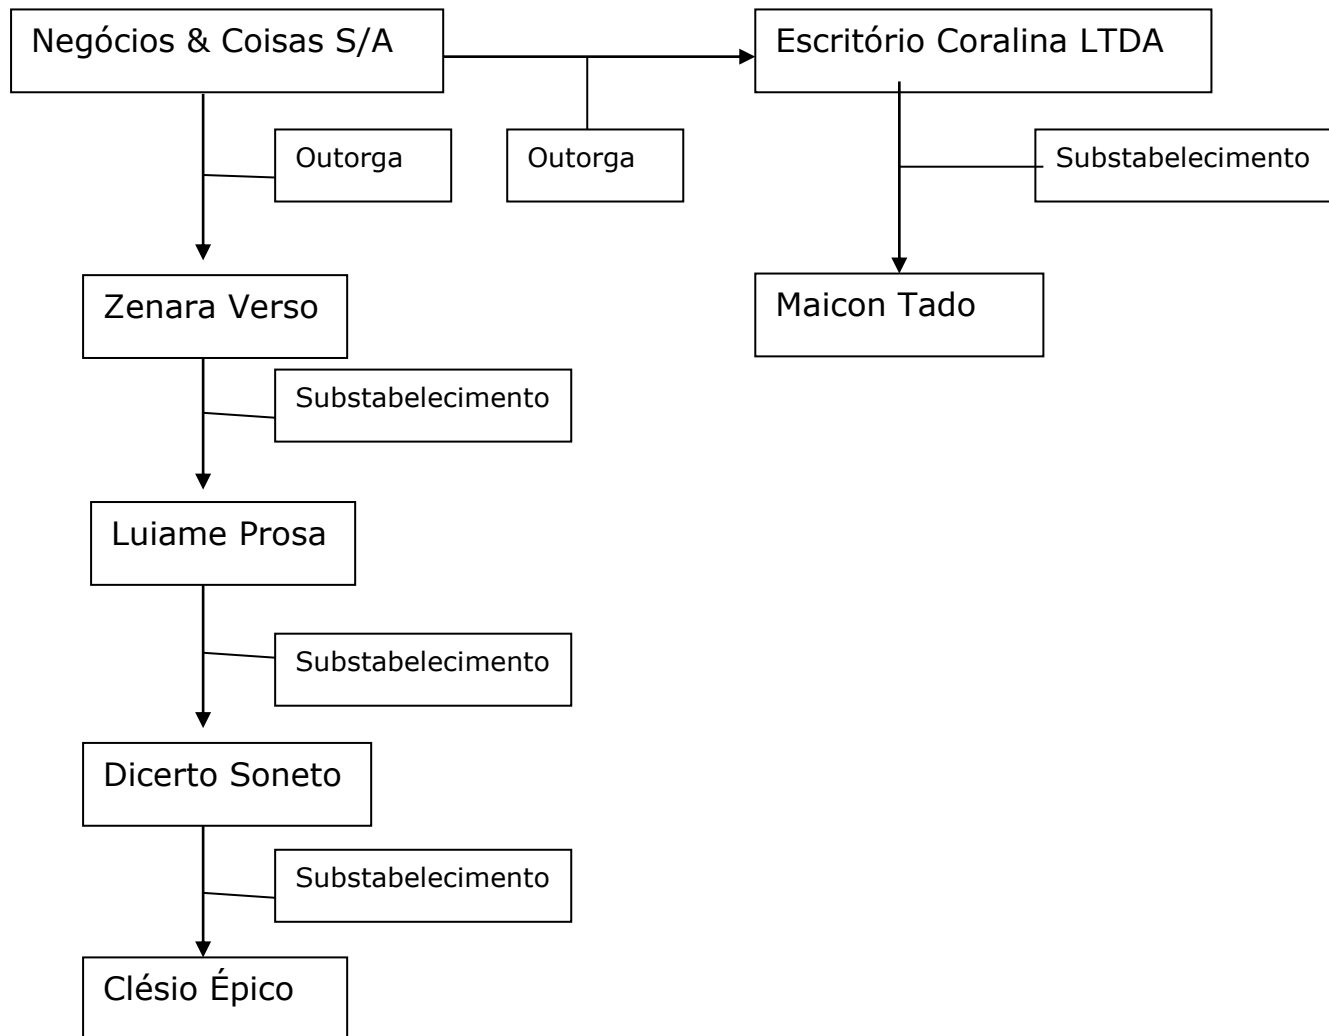 Negócios & Coisas S/A
Escritório Coralina LTDA
Outorga
Outorga
Substabelecimento
Zenara Verso
Maicon Tado
Substabelecimento
Luiame Prosa
Substabelecimento
Dicerto Soneto
Substabelecimento
Clésio Épico